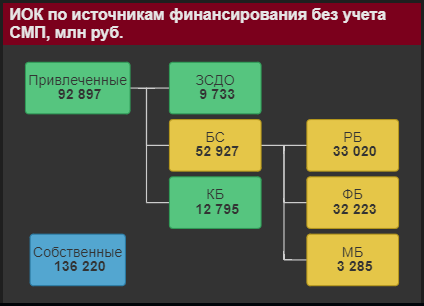 ИОК по источникам финансирования без учета
СМП, млн руб.
Привлеченные
92 897
ЗСДО
9 733
БС
52 927
РБ
33 020
КБ
12 795
ФБ
32 223
Собственные
136 220
МБ
3 285